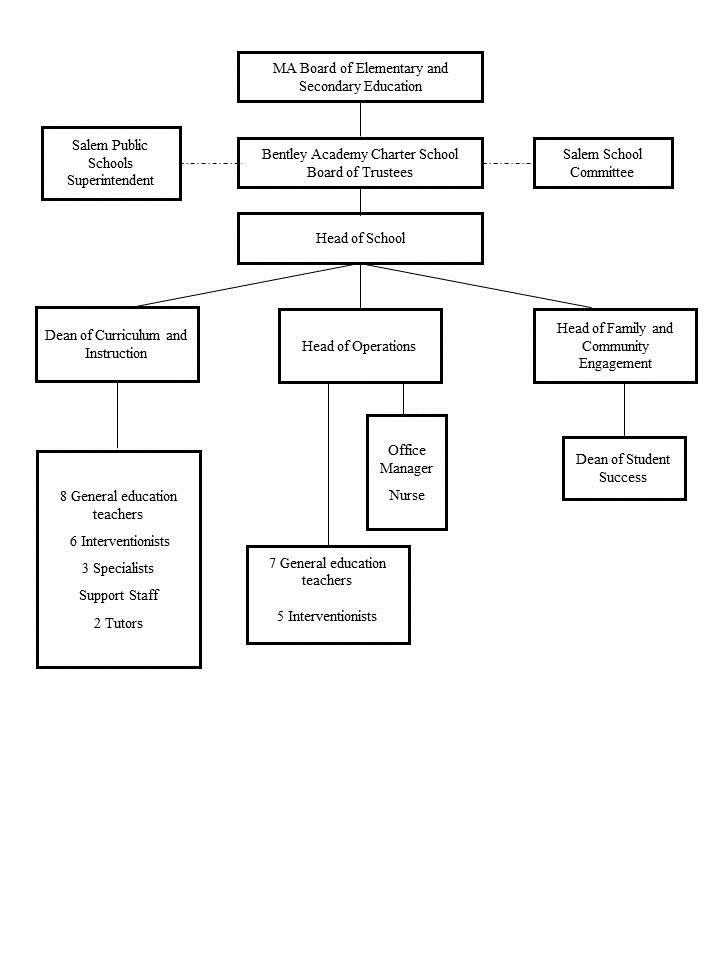 MA Board of Elementary and
Secondary Education
Salem Public
Schools
Superintendent
Bentley Academy Charter School
Board of Trustees
Salem School
Committee
Head of School
Dean of Curriculum and
Instruction
Head of Operations
Head of Family and
Community
Engagement
Office
Manager
Nurse
Dean of Student
Success
8 General education
teachers
6 Interventionists
3 Specialists
Support Staff
2 Tutors
7 General education
teachers
5 Interventionists